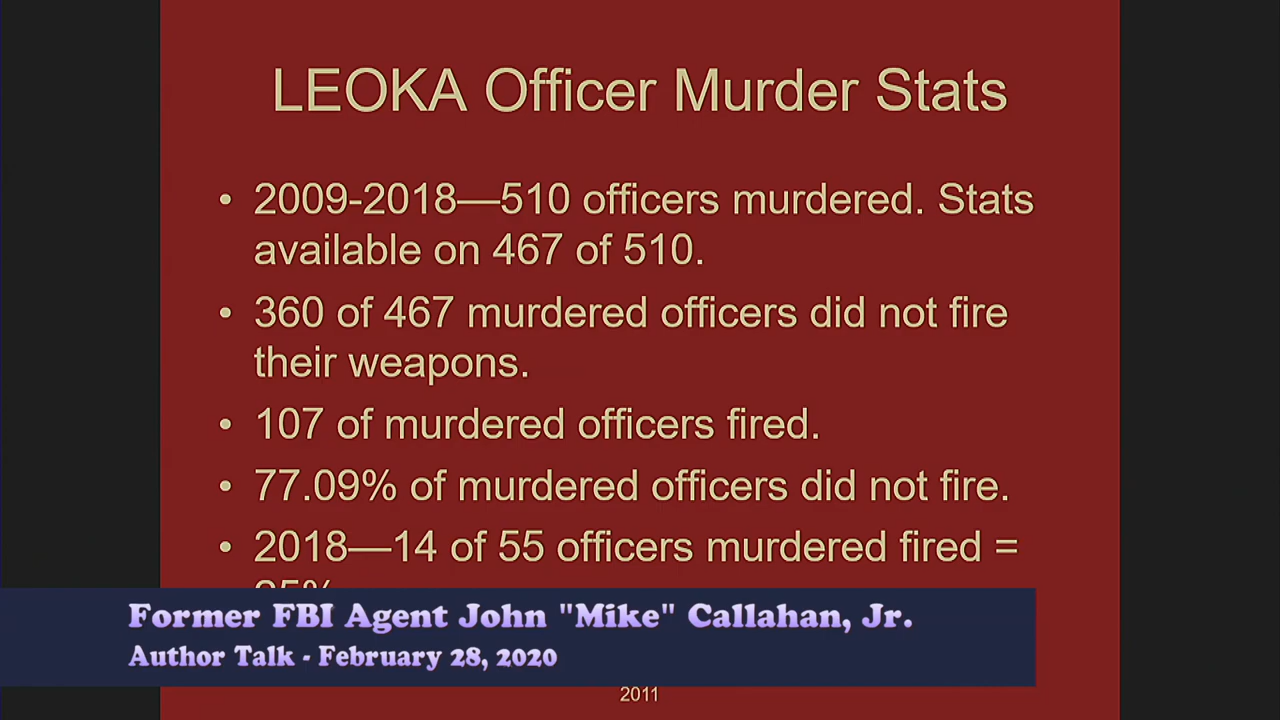 LEOKA Officer Murder Stats
• 2009-2018—510 officers murdered. Stats
available on 467 of 510.
• 360 of 467 murdered officers did not fire
their weapons.
• 107 of murdered officers fired.
• 77.09% of murdered officers did not fire.
• 2018—14 of 55 officers murdered fired =
Former FBI Agent John "Mike" Callahan, Jr.
Author Talk - February 28, 2020
2011